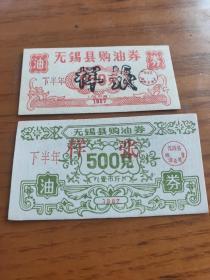 无锡县购油券
油 券
样张
下半年
1987
无锡县购油券
下半年 样张
500克
油 券
1987